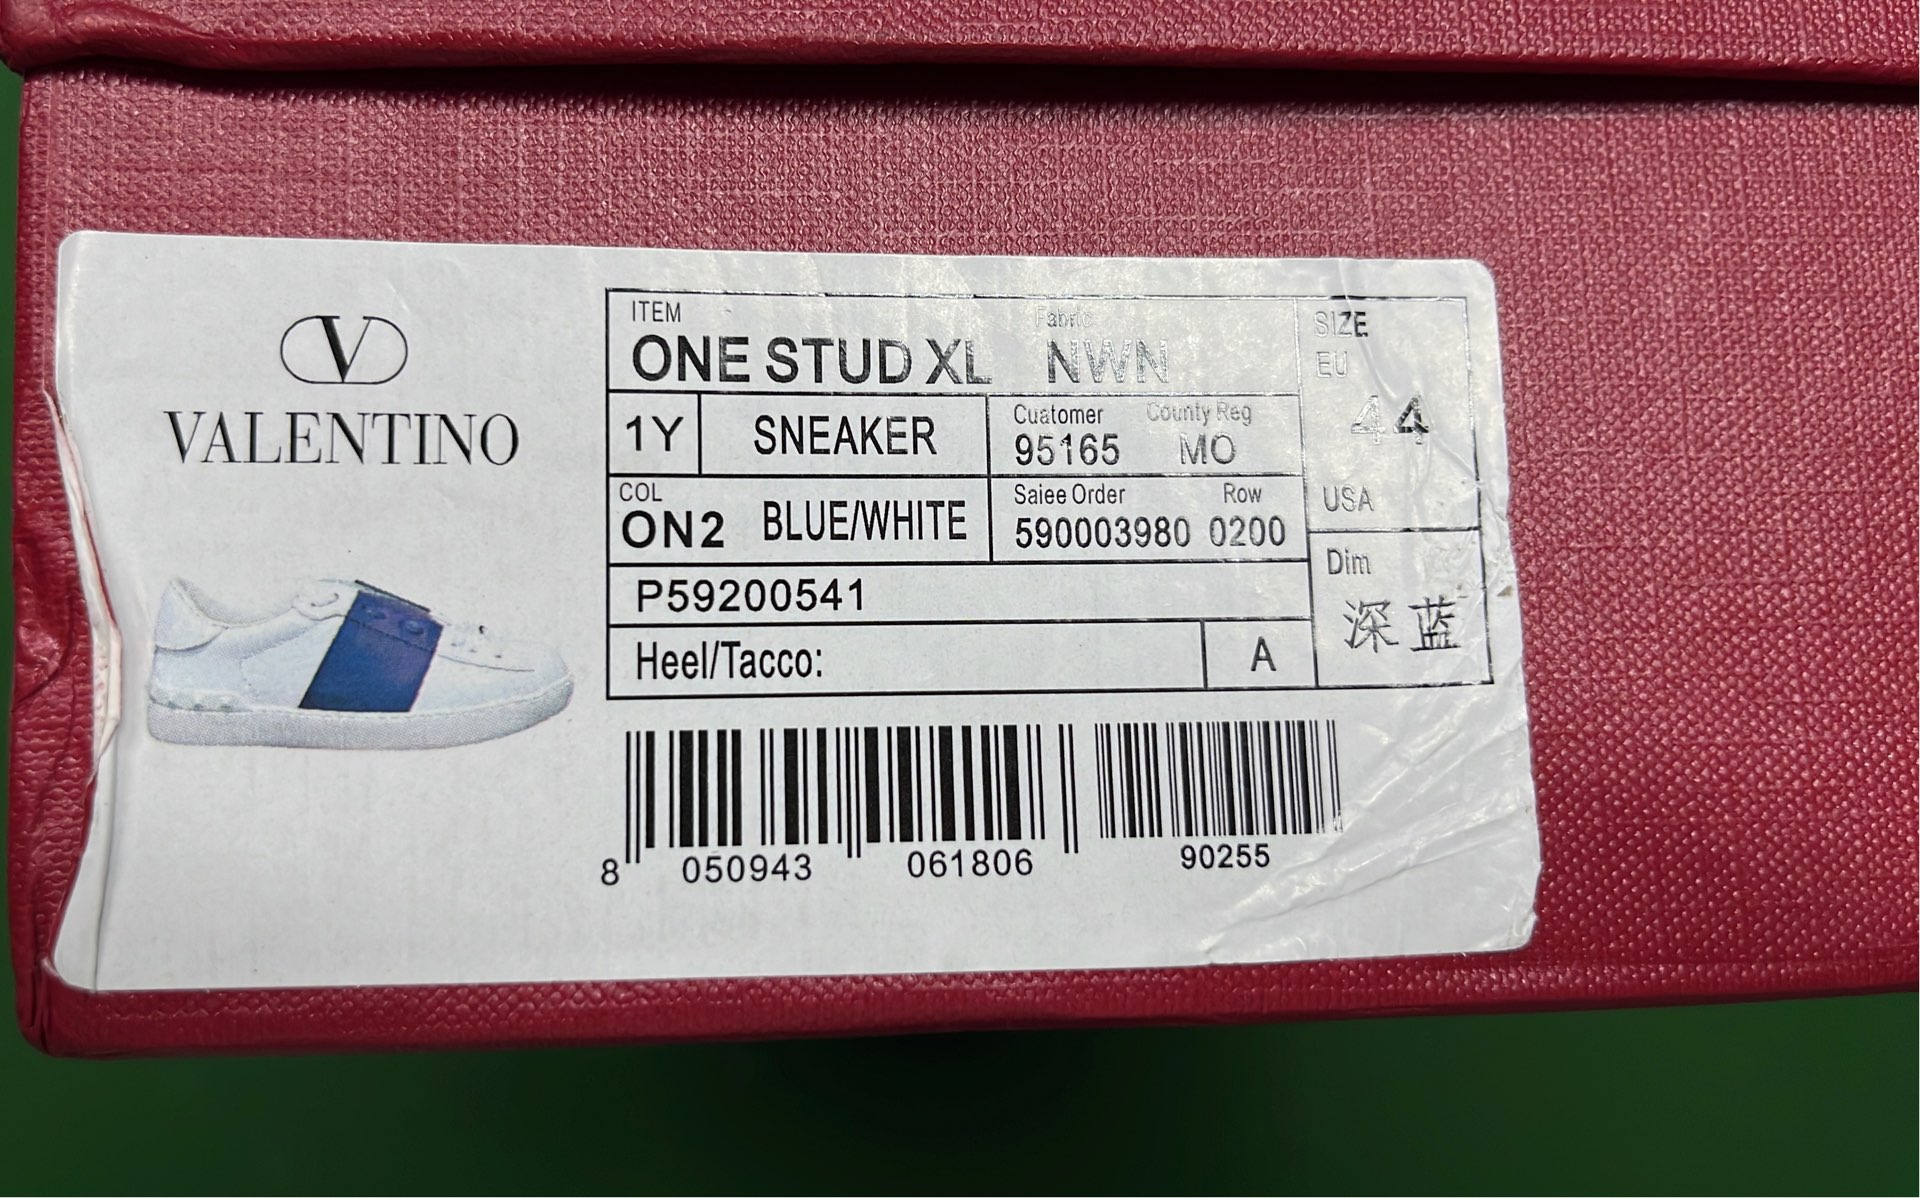 V
VALENTINO
ITEM Fabric
ONE STUD XL NWN
SIZE
EU
44
USA
1Y SNEAKER
Cuatomer County Reg
95165 MO
COL
ON2 BLUE/WHITE
Saiee Order Row
590003980 0200
P59200541
Dim
深蓝
Heel/Tacco: A
8 050943 061806 90255